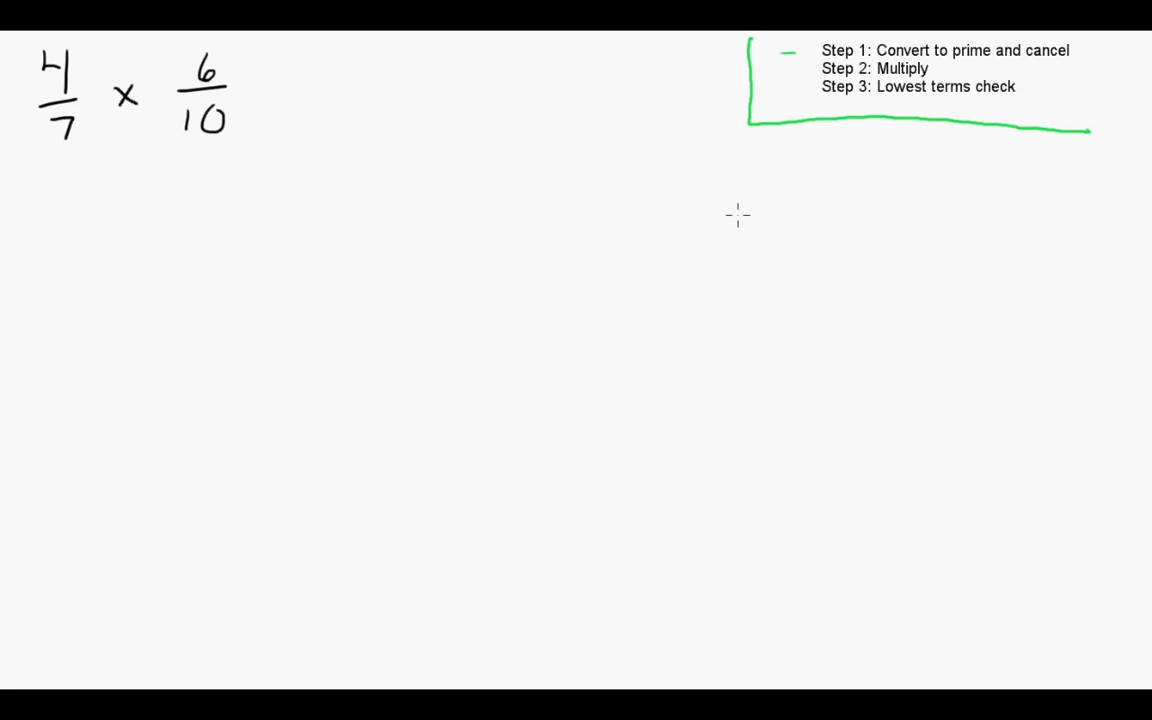 4/7 x 6/10
Step 1: Convert to prime and cancel
Step 2: Multiply
Step 3: Lowest terms check